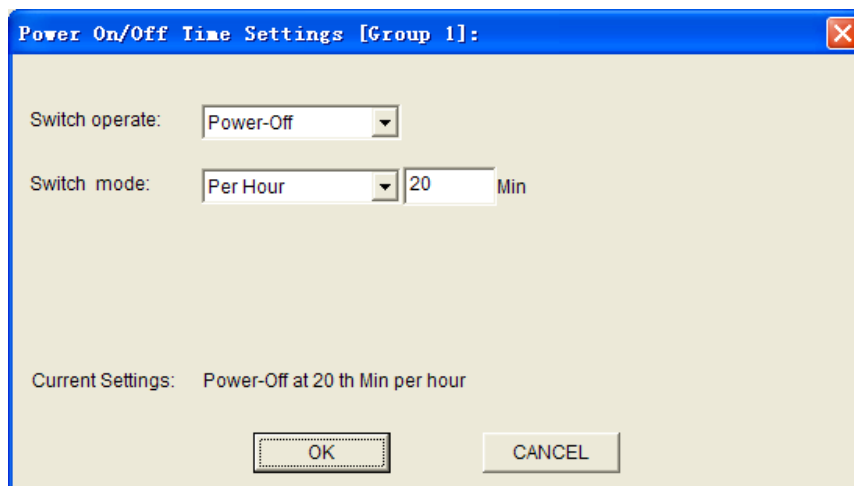 Power On/Off Time Settings [Group 1]:
Switch operate: Power-Off
Switch mode: Per Hour 20 Min
Current Settings: Power-Off at 20 th Min per hour
OK CANCEL